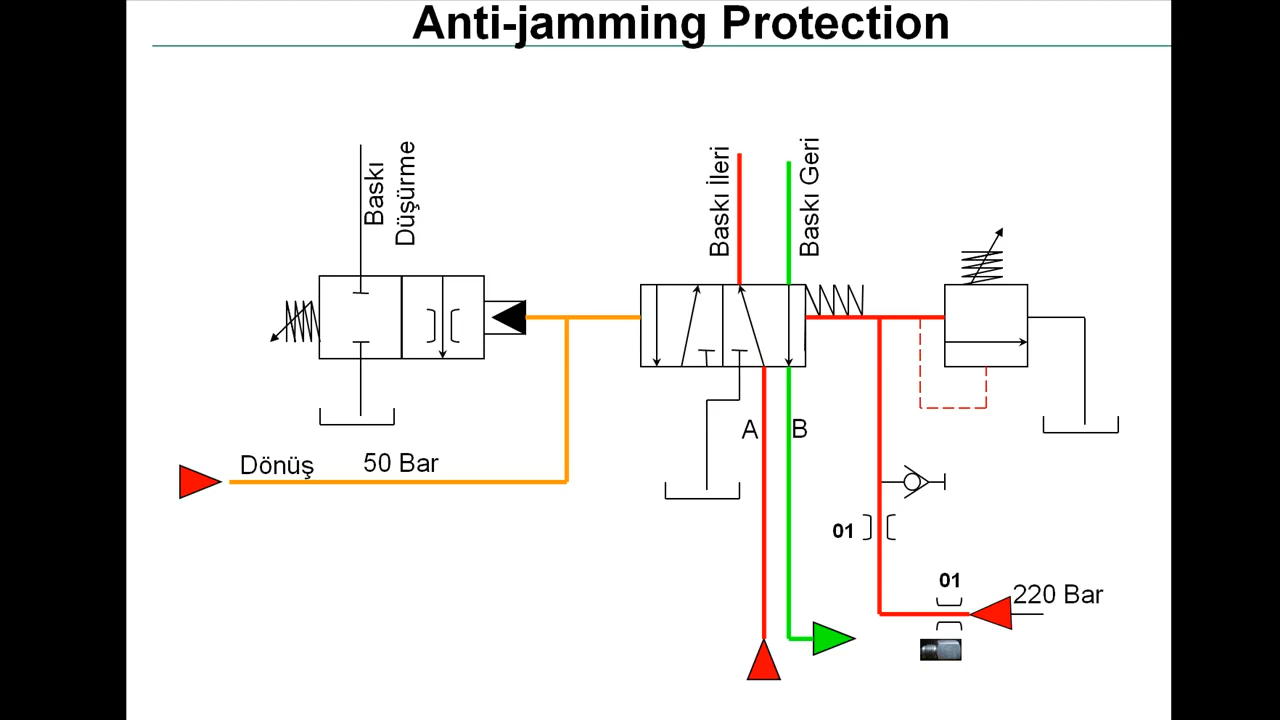 Anti-jamming Protection
Baskı
Düşürme
Baskı İleri
Baskı Geri
A
B
Dönüş
50 Bar
01
01
220 Bar